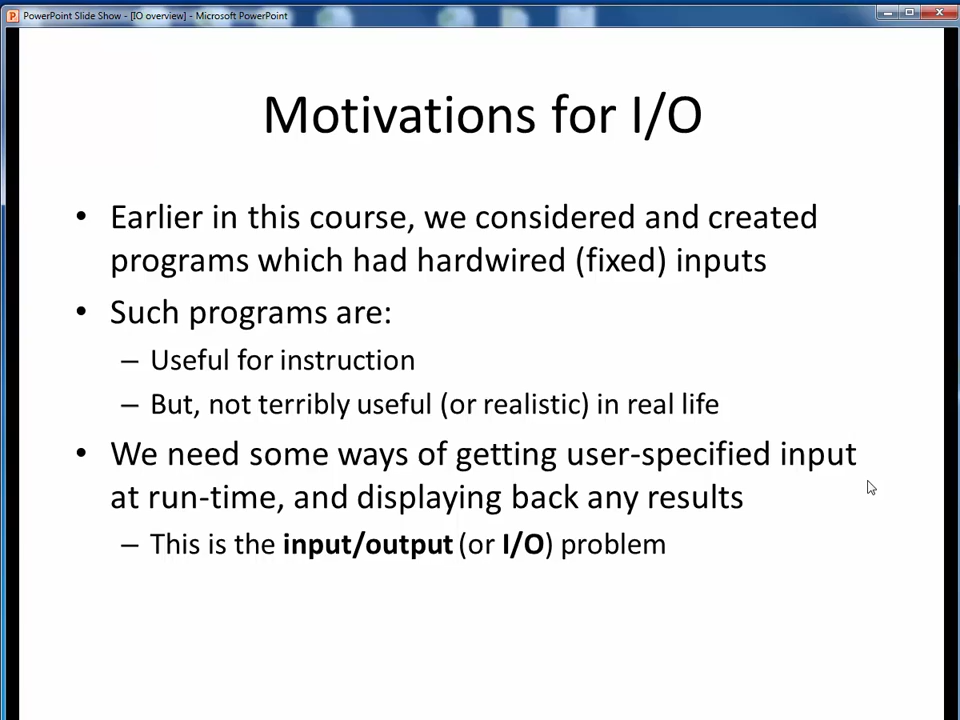 PowerPoint Slide Show - [IO overview] - Microsoft PowerPoint
Motivations for I/O
• Earlier in this course, we considered and created
programs which had hardwired (fixed) inputs
• Such programs are:
– Useful for instruction
– But, not terribly useful (or realistic) in real life
• We need some ways of getting user-specified input
at run-time, and displaying back any results
– This is the input/output (or I/O) problem